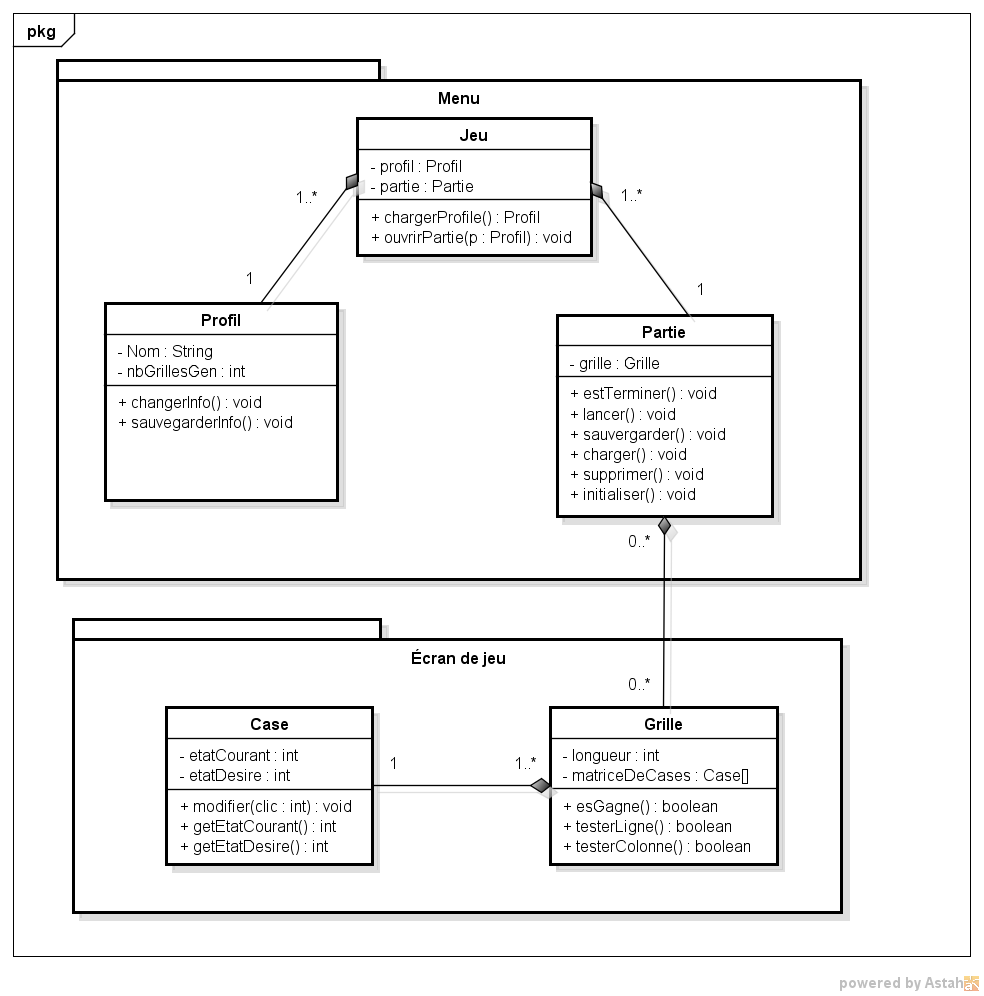 pkg
Menu
Jeu
- profil : Profil
- partie : Partie
+ chargerProfile() : Profil
+ ouvrirPartie(p : Profil) : void
1..*
1..*
1
1
Profil
- Nom : String
- nbGrillesGen : int
+ changerInfo() : void
+ sauvegarderInfo() : void
Partie
- grille : Grille
+ estTerminer() : void
+ lancer() : void
+ sauvergarder() : void
+ charger() : void
+ supprimer() : void
+ initialiser() : void
0..*
Écran de jeu
0..*
Case
- etatCourant : int
- etatDesire : int
+ modifier(clic : int) : void
+ getEtatCourant() : int
+ getEtatDesire() : int
1
1..*
Grille
- longueur : int
- matriceDeCases : Case[]
+ esGagne() : boolean
+ testerLigne() : boolean
+ testerColonne() : boolean
powered by Astah